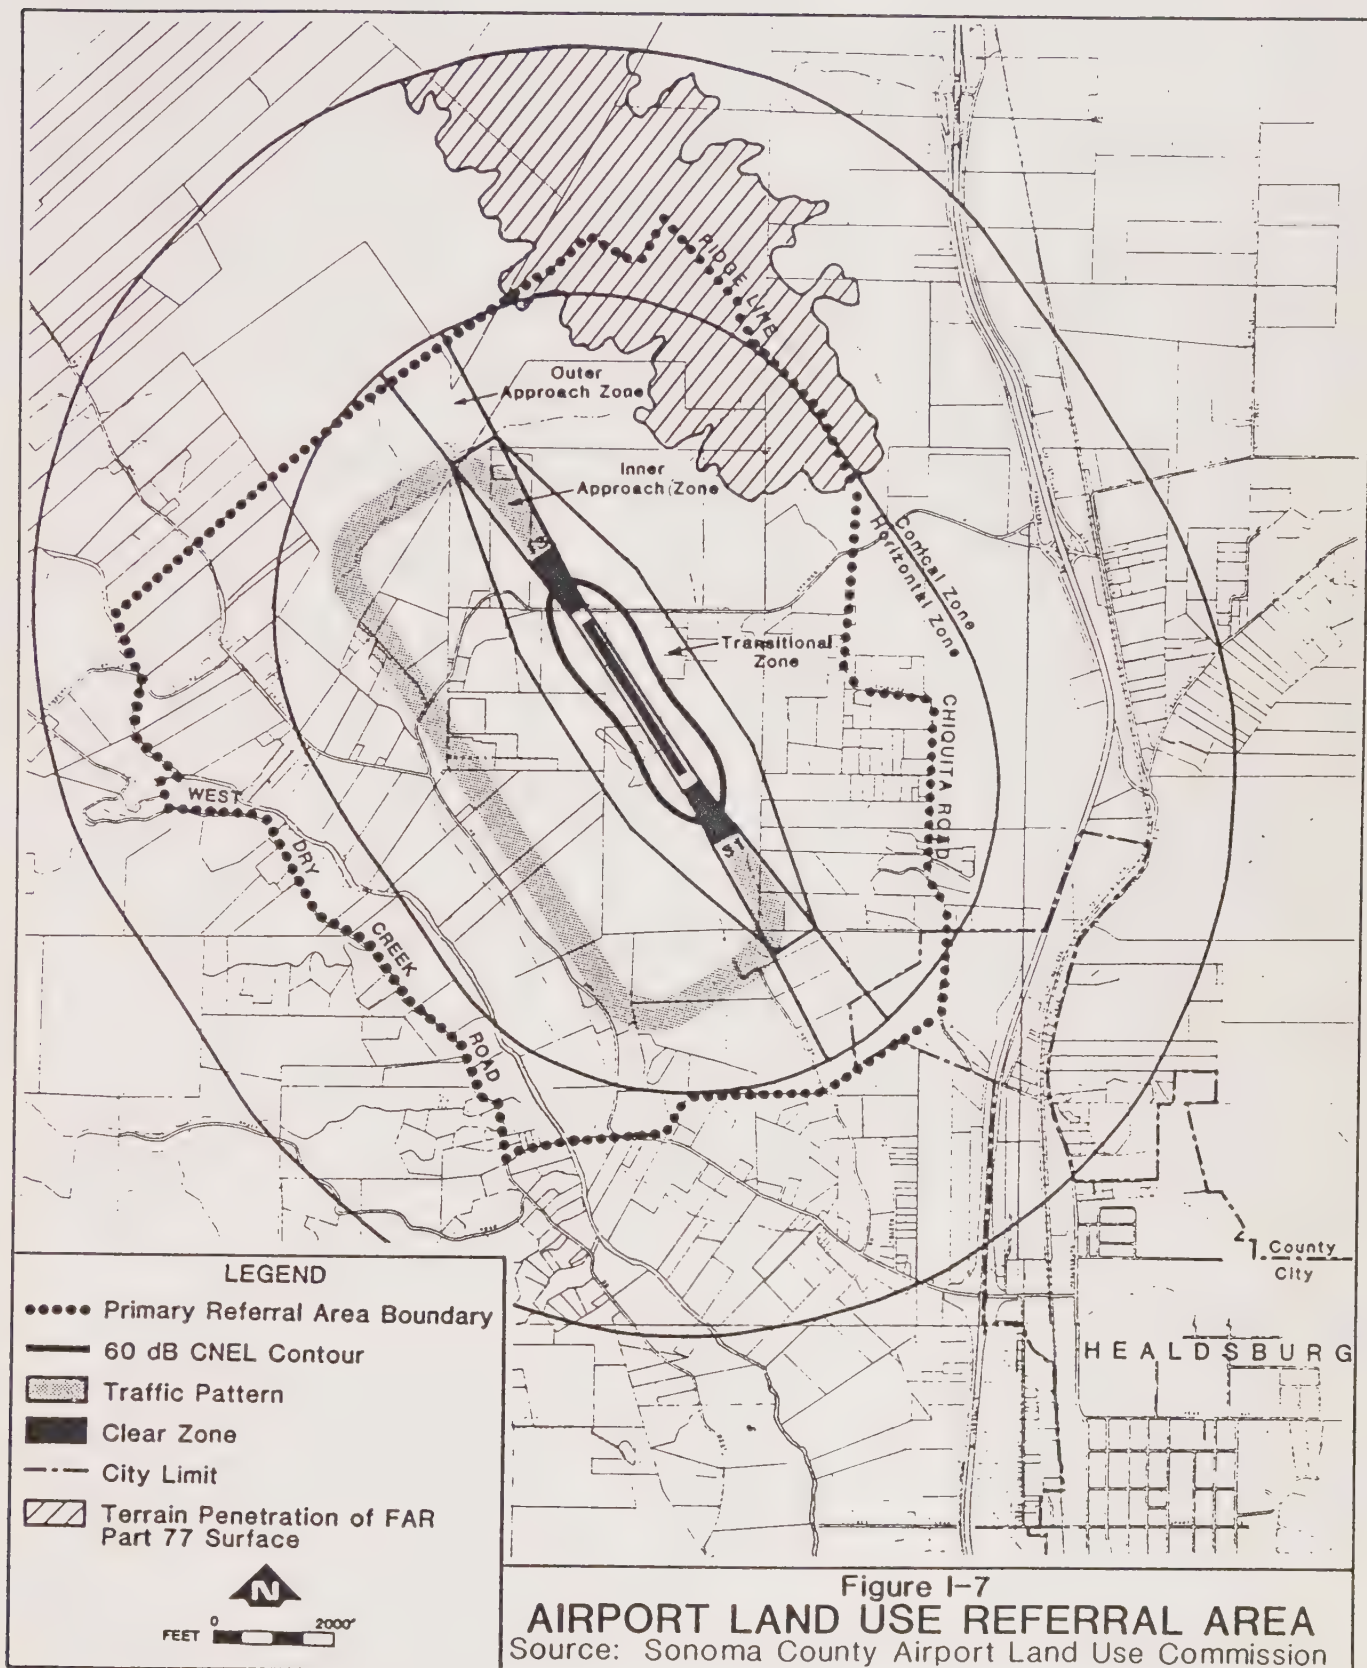 RIDGE LINE
Outer
Approach Zone
Inner
Approach Zone
13
Conical Zone
Horizontal Zone
Transitional
Zone
CHIQUITA ROAD
31
WEST
DRY
CREEK
ROAD
County
City
HEALDSBURG
LEGEND
Primary Referral Area Boundary
60 dB CNEL Contour
Traffic Pattern
Clear Zone
City Limit
Terrain Penetration of FAR
Part 77 Surface
N
FEET 0 2000'
Figure I-7
AIRPORT LAND USE REFERRAL AREA
Source: Sonoma County Airport Land Use Commission